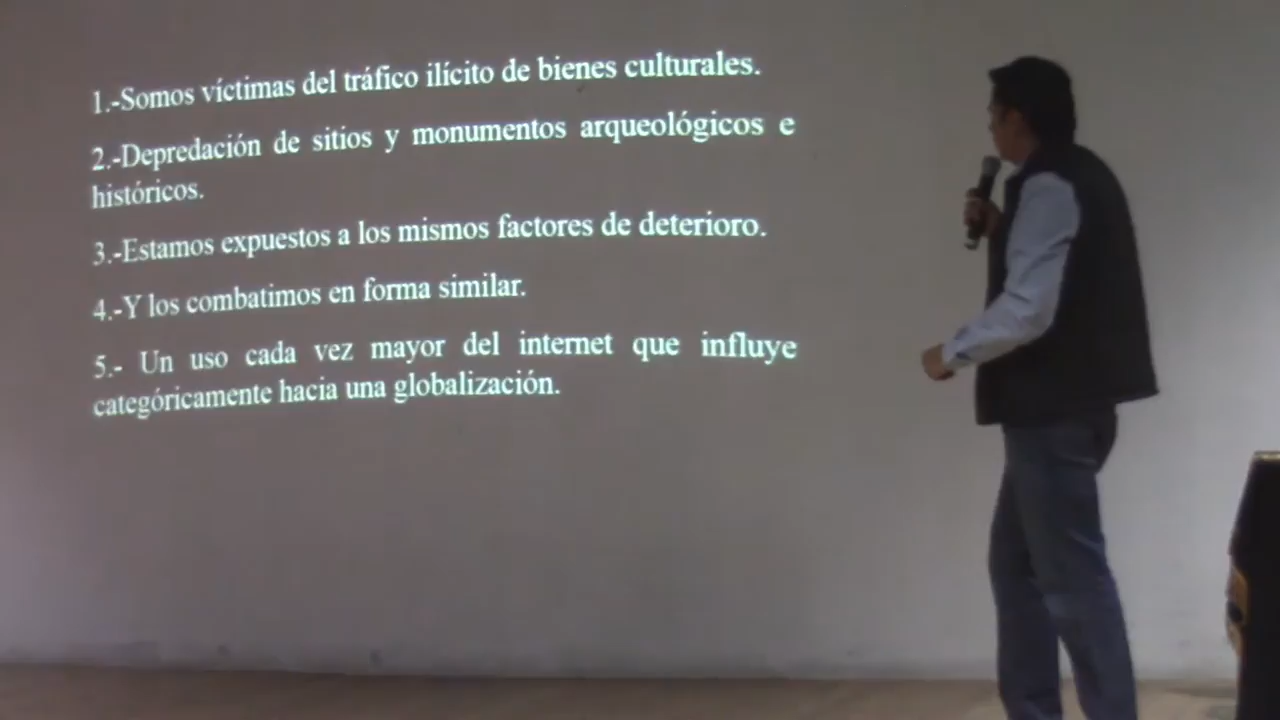 1.-Somos víctimas del tráfico ilícito de bienes culturales.
2.-Depredación de sitios y monumentos arqueológicos e
históricos.
3.-Estamos expuestos a los mismos factores de deterioro.
4.-Y los combatimos en forma similar.
5.- Un uso cada vez mayor del internet que influye
categóricamente hacia una globalización.